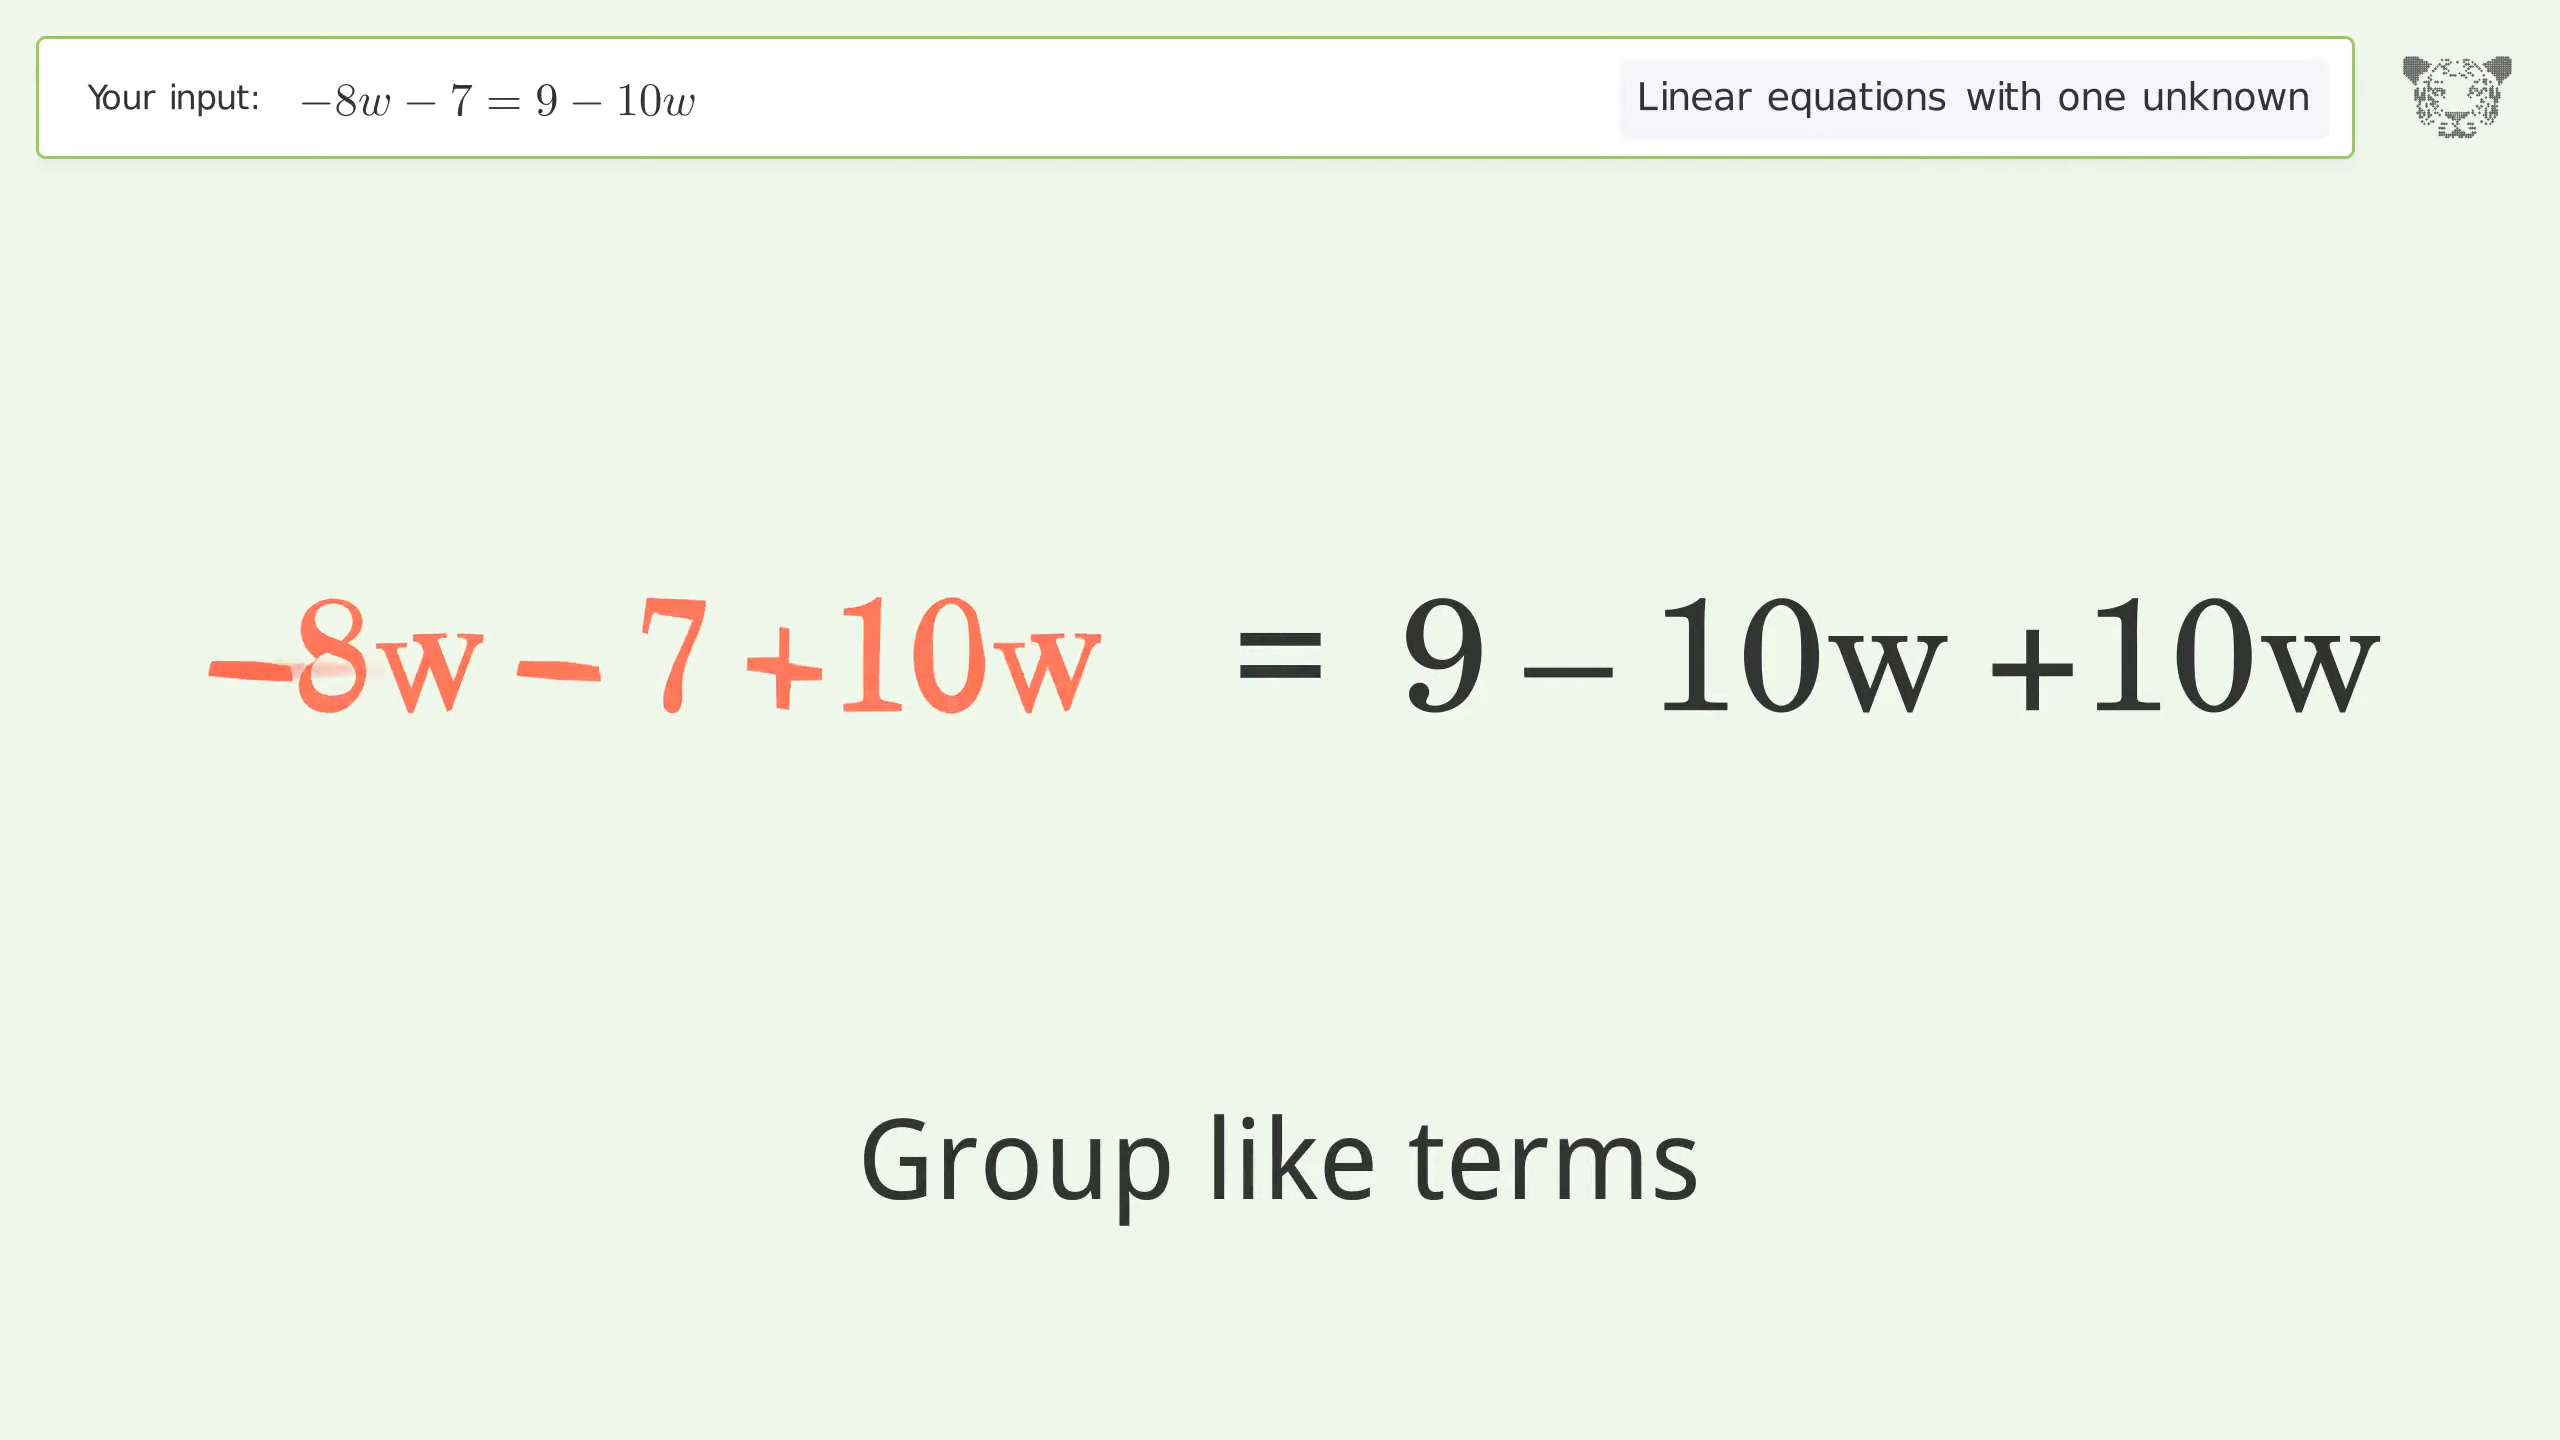 Your input: −8w − 7 = 9 − 10w
Linear equations with one unknown
−8w − 7 +10w = 9 − 10w +10w
Group like terms